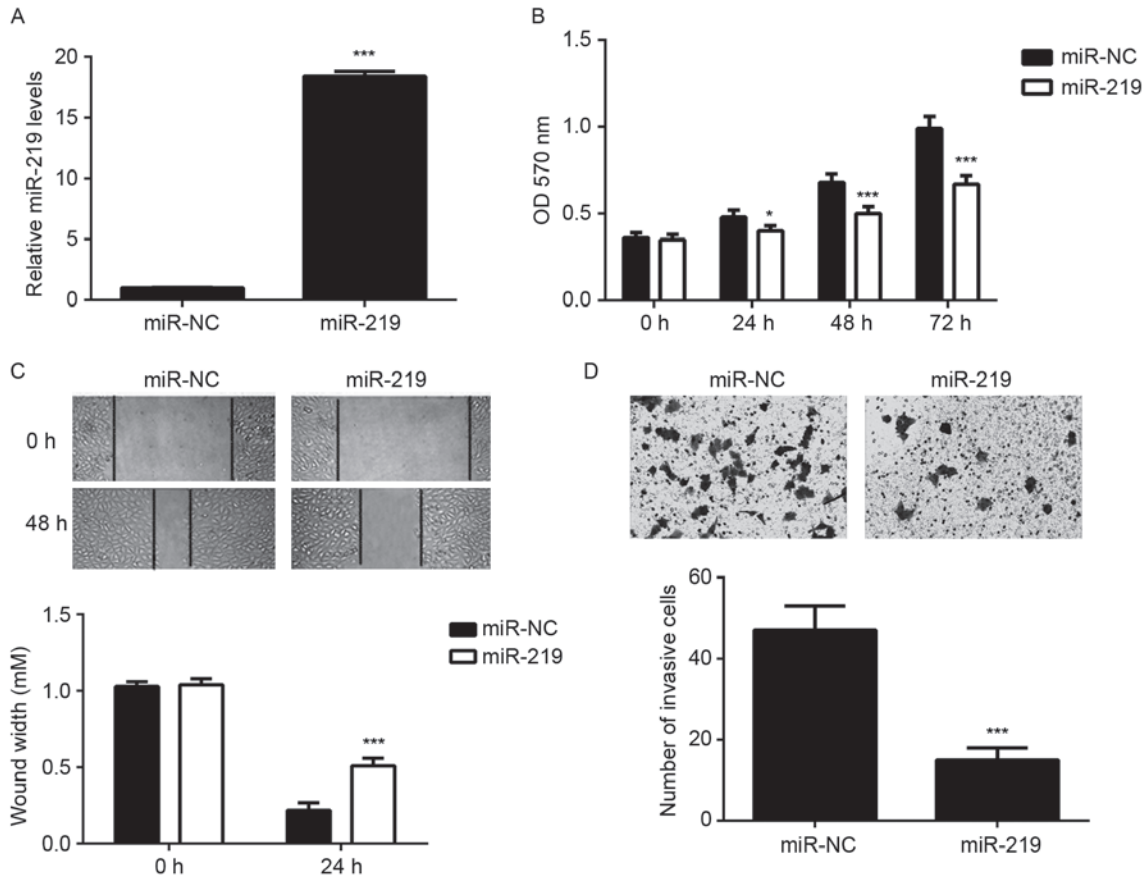 A
Relative miR-219 levels
20
15
10
5
0
***
miR-NC
miR-219
B
OD 570 nm
1.5
1.0
0.5
0.0
*
***
***
0 h
24 h
48 h
72 h
miR-NC
miR-219
C
miR-NC
miR-219
0 h
48 h
Wound width (mM)
1.5
1.0
0.5
0.0
***
0 h
24 h
miR-NC
miR-219
D
miR-NC
miR-219
Number of invasive cells
60
40
20
0
***
miR-NC
miR-219